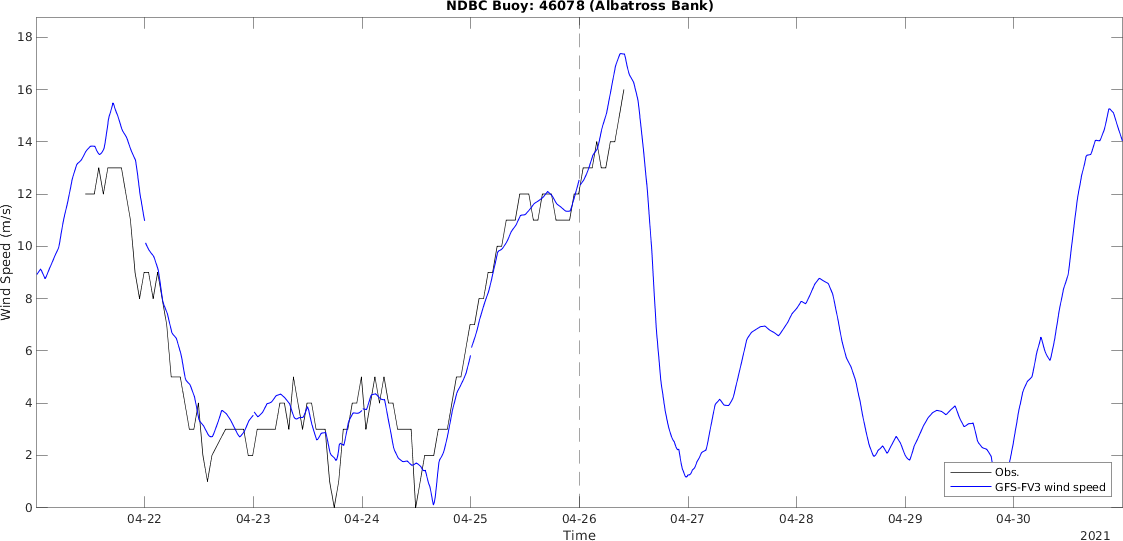 NDBC Buoy: 46078 (Albatross Bank)
18
16
14
12
10
8
6
4
2
0
Wind Speed (m/s)
04-22 04-23 04-24 04-25 04-26 04-27 04-28 04-29 04-30
Time
2021
Obs.
GFS-FV3 wind speed